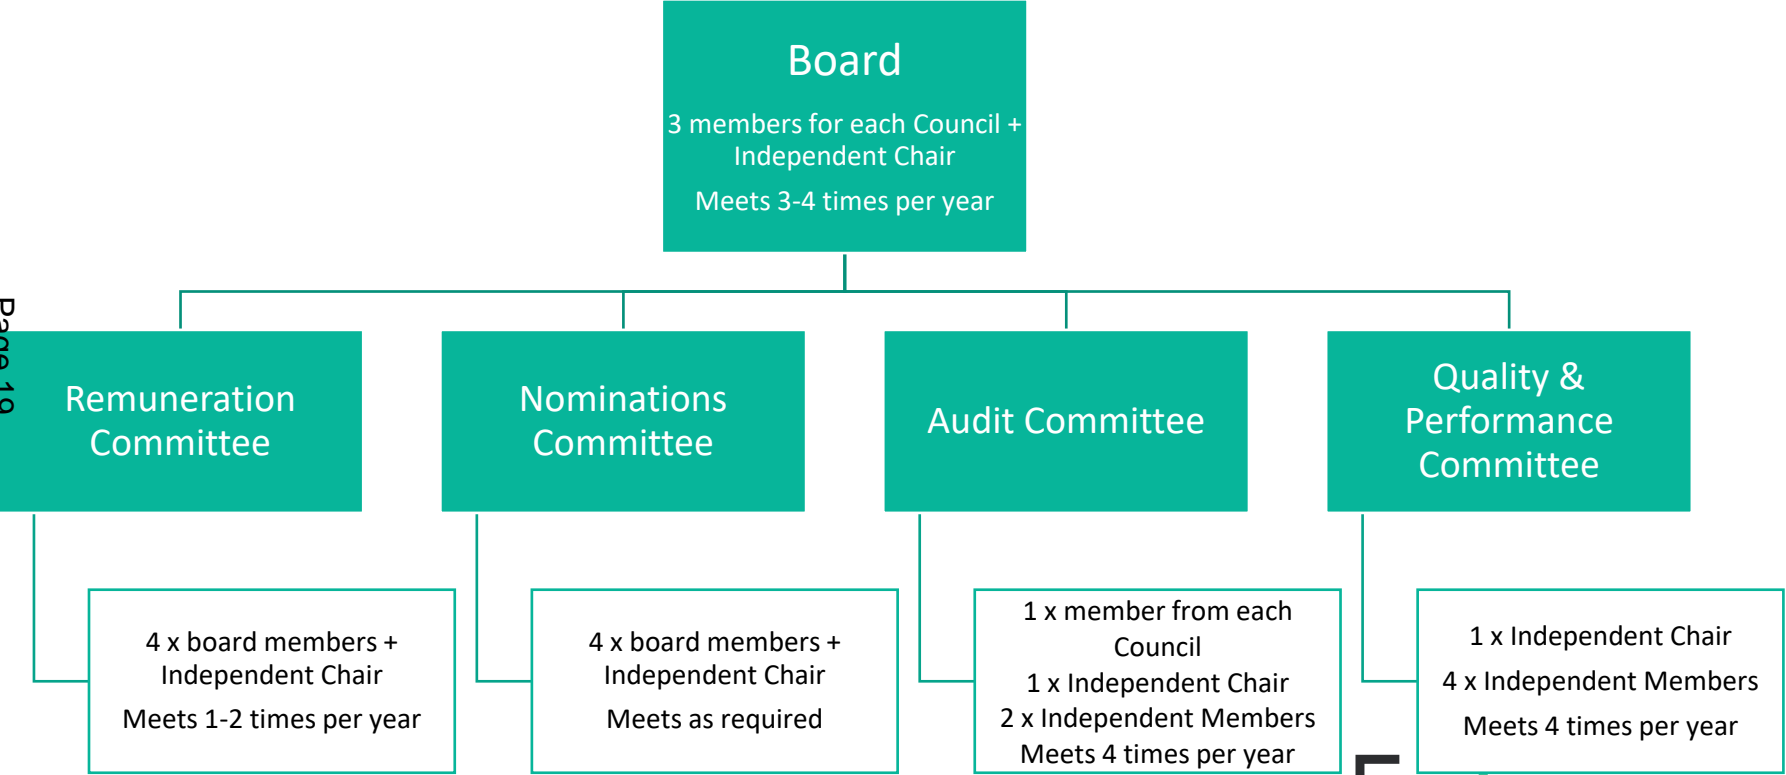 Board
3 members for each Council +
Independent Chair
Meets 3-4 times per year
Page 19
Remuneration
Committee
Nominations
Committee
Audit Committee
Quality &
Performance
Committee
4 x board members +
Independent Chair
Meets 1-2 times per year
4 x board members +
Independent Chair
Meets as required
1 x member from each
Council
1 x Independent Chair
2 x Independent Members
Meets 4 times per year
1 x Independent Chair
4 x Independent Members
Meets 4 times per year